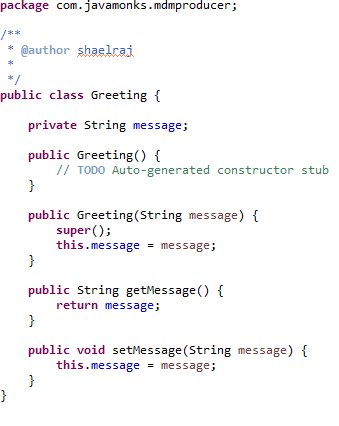 package com.javamonks.mdmproducer;
/**
 * @author shaelraj
 *
 */
public class Greeting {
    private String message;
    public Greeting() {
        // TODO Auto-generated constructor stub
    }
    public Greeting(String message) {
        super();
        this.message = message;
    }
    public String getMessage() {
        return message;
    }
    public void setMessage(String message) {
        this.message = message;
    }
}